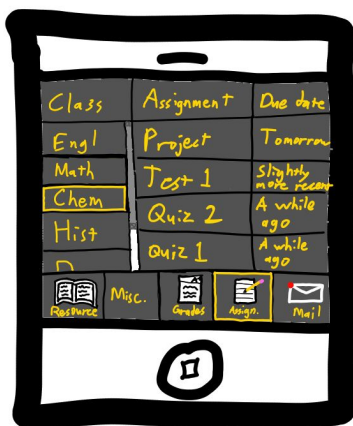 Class Assignment Due date
Engl Project Tomorrow
Math Test 1 Slightly
more recent
Chem Quiz 2 A while
ago
Hist Quiz 1 A while
ago
Resource Misc. Grades Assign. Mail